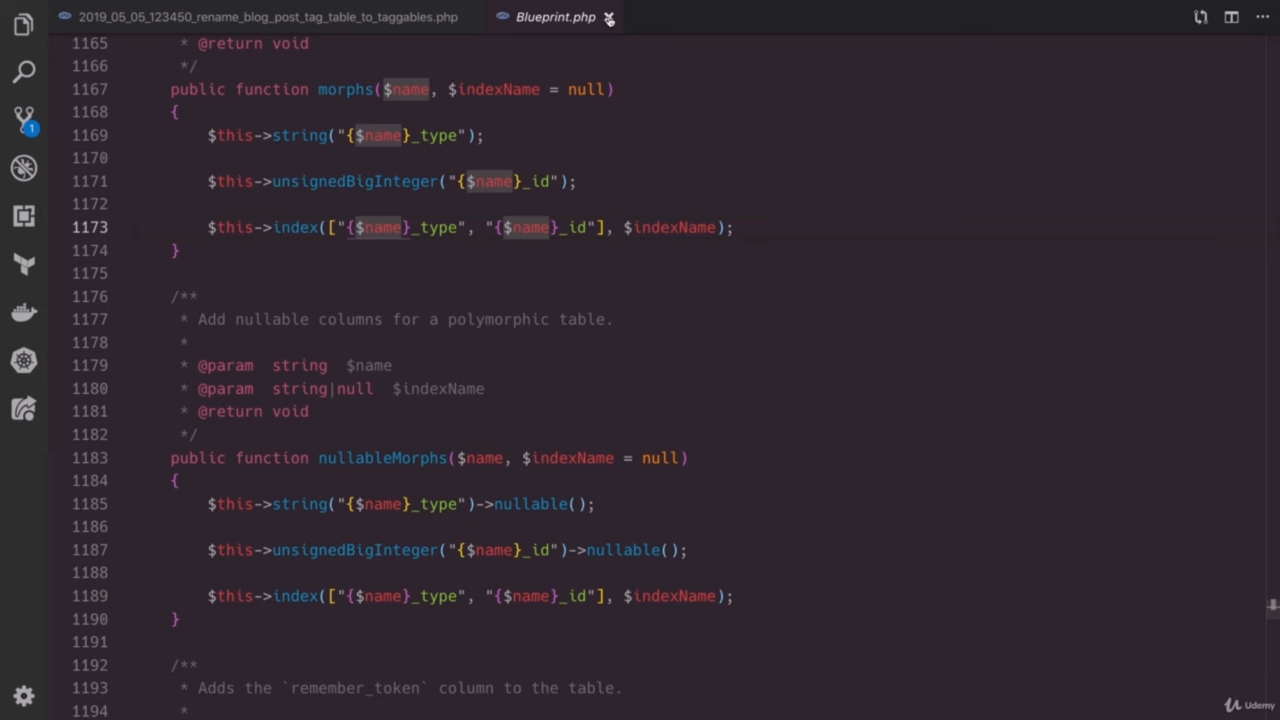 2019_05_05_123450_rename_blog_post_tag_table_to_taggables.php Blueprint.php
1165 * @return void
1166 */
1167 public function morphs($name, $indexName = null)
1168 {
1169 $this->string("{$name}_type");
1170
1171 $this->unsignedBigInteger("{$name}_id");
1172
1173 $this->index(["{$name}_type", "{$name}_id"], $indexName);
1174 }
1175
1176 /**
1177 * Add nullable columns for a polymorphic table.
1178 *
1179 * @param string $name
1180 * @param string|null $indexName
1181 * @return void
1182 */
1183 public function nullableMorphs($name, $indexName = null)
1184 {
1185 $this->string("{$name}_type")->nullable();
1186
1187 $this->unsignedBigInteger("{$name}_id")->nullable();
1188
1189 $this->index(["{$name}_type", "{$name}_id"], $indexName);
1190 }
1191
1192 /**
1193 * Adds the `remember_token` column to the table.
1194 *
1
Udemy